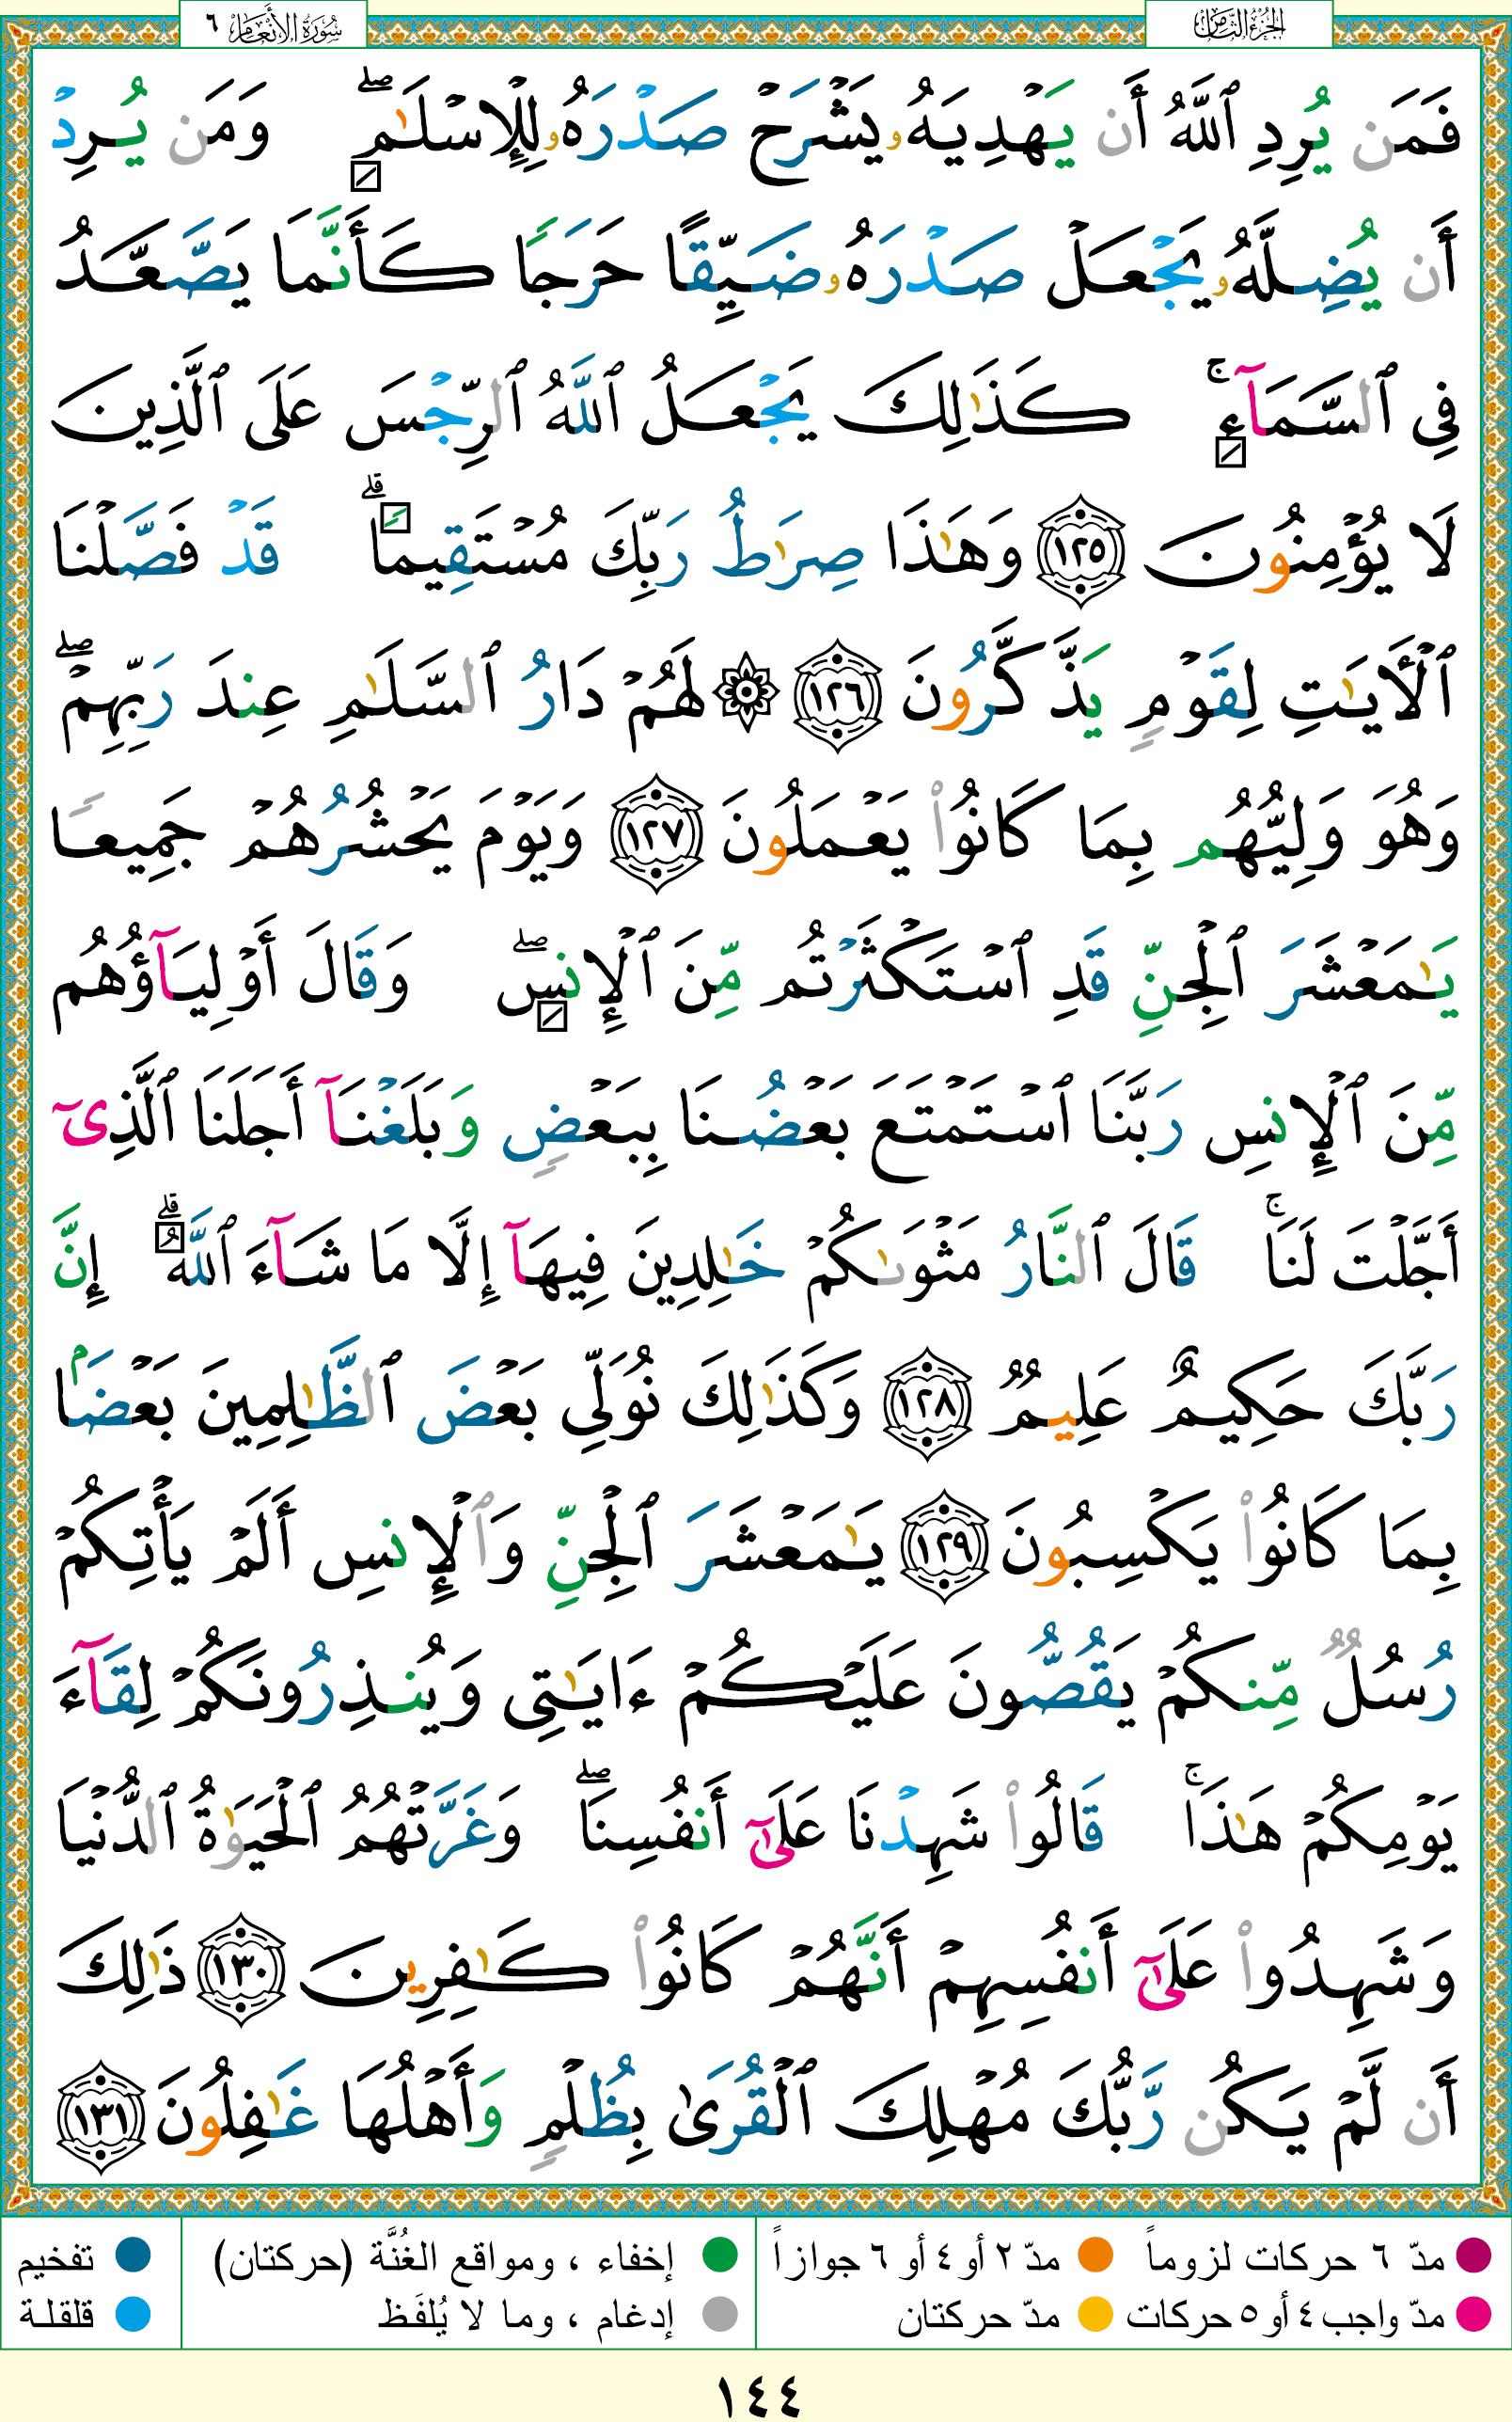 الجزء الثامن
سورة الأنعام ٦
فَمَن يُرِدِ ٱللَّهُ أَن يَهۡدِيَهُۥ يَشۡرَحۡ صَدۡرَهُۥ لِلۡإِسۡلَٰمِۖ وَمَن يُرِدۡ
أَن يُضِلَّهُۥ يَجۡعَلۡ صَدۡرَهُۥ ضَيِّقًا حَرَجٗا كَأَنَّمَا يَصَّعَّدُ
فِي ٱلسَّمَآءِۚ كَذَٰلِكَ يَجۡعَلُ ٱللَّهُ ٱلرِّجۡسَ عَلَى ٱلَّذِينَ
لَا يُؤۡمِنُونَ ١٢٥ وَهَٰذَا صِرَٰطُ رَبِّكَ مُسۡتَقِيمٗاۗ قَدۡ فَصَّلۡنَا
ٱلۡأٓيَٰتِ لِقَوۡمٖ يَذَّكَّرُونَ ١٢٦ ۞ لَهُمۡ دَارُ ٱلسَّلَٰمِ عِندَ رَبِّهِمۡۖ
وَهُوَ وَلِيُّهُم بِمَا كَانُواْ يَعۡمَلُونَ ١٢٧ وَيَوۡمَ يَحۡشُرُهُمۡ جَمِيعٗا
يَٰمَعۡشَرَ ٱلۡجِنِّ قَدِ ٱسۡتَكۡثَرۡتُم مِّنَ ٱلۡإِنسِۖ وَقَالَ أَوۡلِيَآؤُهُم
مِّنَ ٱلۡإِنسِ رَبَّنَا ٱسۡتَمۡتَعَ بَعۡضُنَا بِبَعۡضٖ وَبَلَغۡنَآ أَجَلَنَا ٱلَّذِيٓ
أَجَّلۡتَ لَنَاۚ قَالَ ٱلنَّارُ مَثۡوَىٰكُمۡ خَٰلِدِينَ فِيهَآ إِلَّا مَا شَآءَ ٱللَّهُۗ إِنَّ
رَبَّكَ حَكِيمٌ عَلِيمٞ ١٢٨ وَكَذَٰلِكَ نُوَلِّي بَعۡضَ ٱلظَّٰلِمِينَ بَعۡضَۢا
بِمَا كَانُواْ يَكۡسِبُونَ ١٢٩ يَٰمَعۡشَرَ ٱلۡجِنِّ وَٱلۡإِنسِ أَلَمۡ يَأۡتِكُمۡ
رُسُلٞ مِّنكُمۡ يَقُصُّونَ عَلَيۡكُمۡ ءَايَٰتِي وَيُنذِرُونَكُمۡ لِقَآءَ
يَوۡمِكُمۡ هَٰذَاۚ قَالُواْ شَهِدۡنَا عَلَىٰٓ أَنفُسِنَاۖ وَغَرَّتۡهُمُ ٱلۡحَيَوٰةُ ٱلدُّنۡيَا
وَشَهِدُواْ عَلَىٰٓ أَنفُسِهِمۡ أَنَّهُمۡ كَانُواْ كَٰفِرِينَ ١٣٠ ذَٰلِكَ
أَن لَّمۡ يَكُن رَّبُّكَ مُهۡلِكَ ٱلۡقُرَىٰ بِظُلۡمٖ وَأَهۡلُهَا غَٰفِلُونَ ١٣١
مدّ ٦ حركات لزوماً مدّ ٢ أو ٤ أو ٦ جوازاً إخفاء ، ومواقع الغُنَّة (حركتان) تفخيم
مدّ واجب ٤ أو ٥ حركات مدّ حركتان إدغام ، وما لا يُلفَظ قلقلة
١٤٤